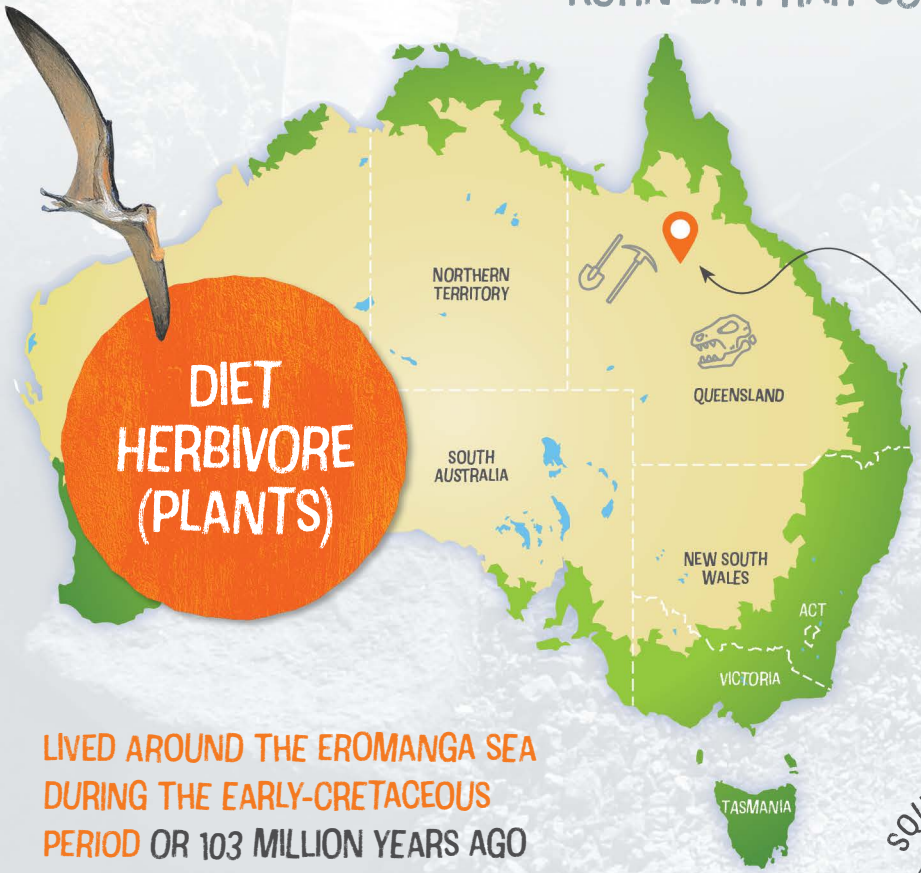 NORTHERN
TERRITORY
QUEENSLAND
DIET
HERBIVORE
(PLANTS)
SOUTH
AUSTRALIA
NEW SOUTH
WALES
ACT
VICTORIA
TASMANIA
LIVED AROUND THE EROMANGA SEA
DURING THE EARLY-CRETACEOUS
PERIOD OR 103 MILLION YEARS AGO